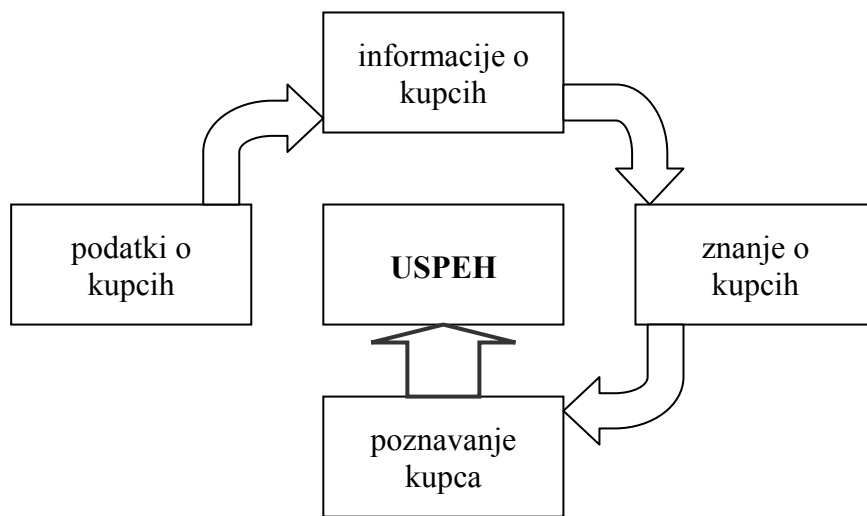 informacije o
kupcih
podatki o
kupcih
USPEH
znanje o
kupcih
poznavanje
kupca